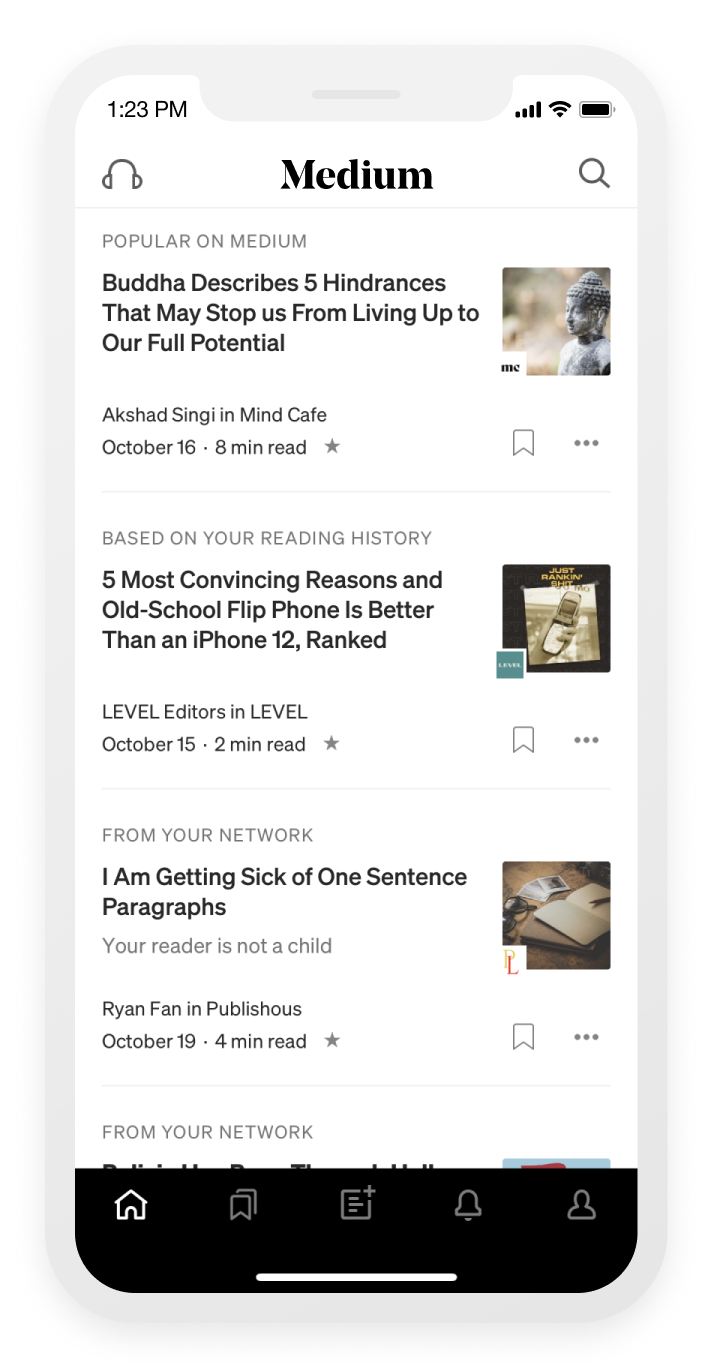 1:23 PM
Medium
POPULAR ON MEDIUM
Buddha Describes 5 Hindrances
That May Stop us From Living Up to
Our Full Potential
mc
Akshad Singi in Mind Cafe
October 16 · 8 min read
BASED ON YOUR READING HISTORY
5 Most Convincing Reasons and
Old-School Flip Phone Is Better
Than an iPhone 12, Ranked
JUST
RANKIN'
SHIT
LEVEL
LEVEL Editors in LEVEL
October 15 · 2 min read
FROM YOUR NETWORK
I Am Getting Sick of One Sentence
Paragraphs
Your reader is not a child
PL
Ryan Fan in Publishous
October 19 · 4 min read
FROM YOUR NETWORK